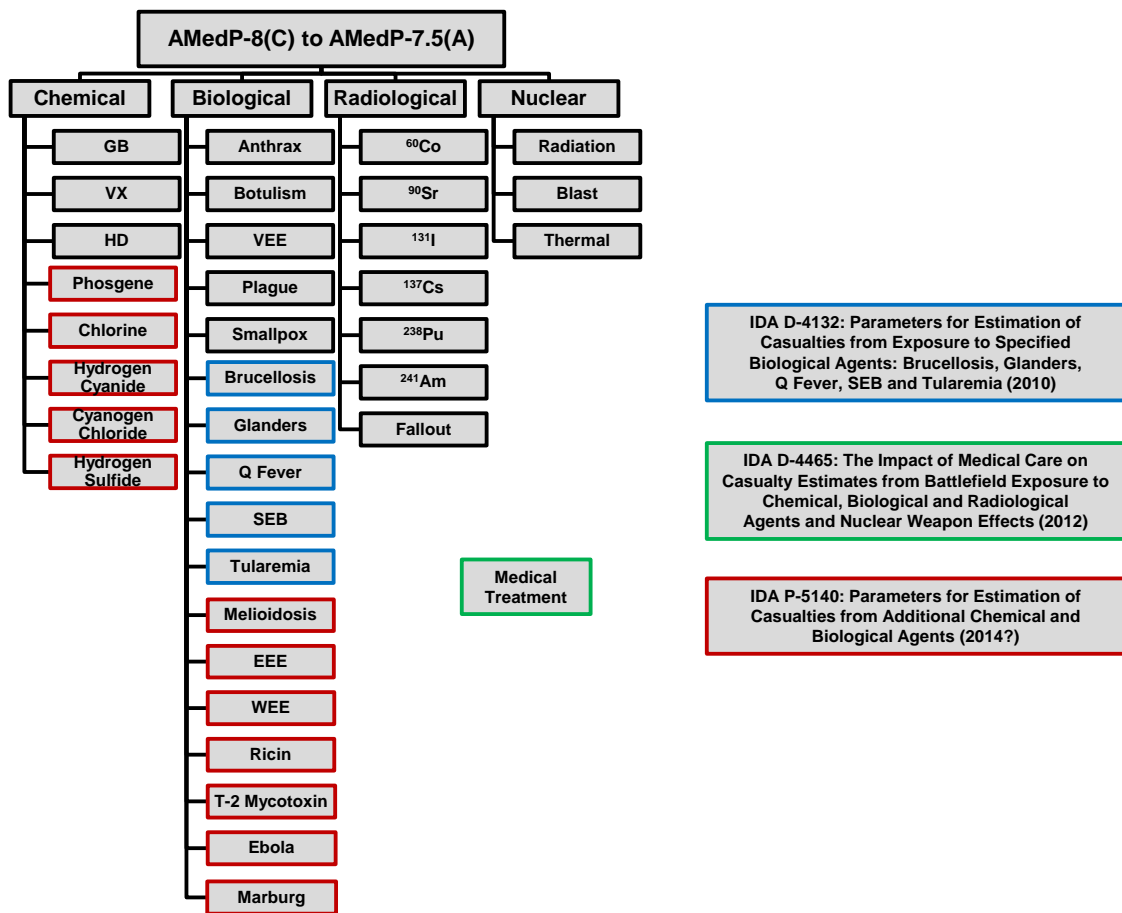 AMedP-8(C) to AMedP-7.5(A)
Chemical
Biological
Radiological
Nuclear
GB
VX
HD
Phosgene
Chlorine
Hydrogen
Cyanide
Cyanogen
Chloride
Hydrogen
Sulfide
Anthrax
Botulism
VEE
Plague
Smallpox
Brucellosis
Glanders
Q Fever
SEB
Tularemia
Melioidosis
EEE
WEE
Ricin
T-2 Mycotoxin
Ebola
Marburg
⁶⁰Co
⁹⁰Sr
¹³¹I
¹³⁷Cs
²³⁸Pu
²⁴¹Am
Fallout
Radiation
Blast
Thermal
Medical
Treatment
IDA D-4132: Parameters for Estimation of
Casualties from Exposure to Specified
Biological Agents: Brucellosis, Glanders,
Q Fever, SEB and Tularemia (2010)
IDA D-4465: The Impact of Medical Care on
Casualty Estimates from Battlefield Exposure to
Chemical, Biological and Radiological
Agents and Nuclear Weapon Effects (2012)
IDA P-5140: Parameters for Estimation of
Casualties from Additional Chemical and
Biological Agents (2014?)